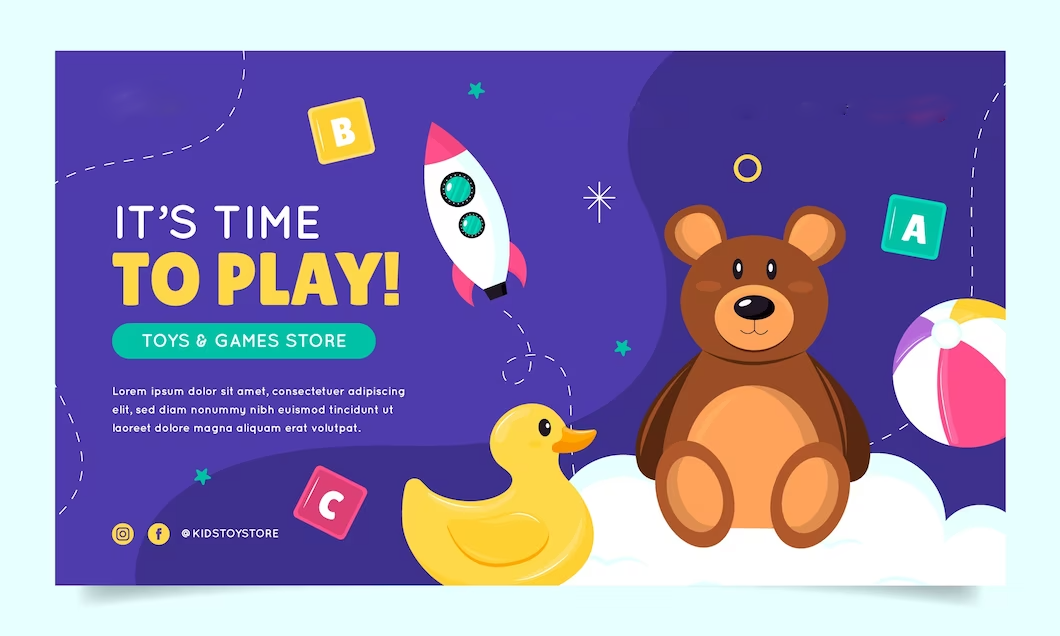 B
IT'S TIME
TO PLAY!
A
TOYS & GAMES STORE
Lorem ipsum dolor sit amet, consectetuer adipiscing
elit, sed diam nonummy nibh euismod tincidunt ut
laoreet dolore magna aliquam erat volutpat.
C
f @KIDSTOYSTORE